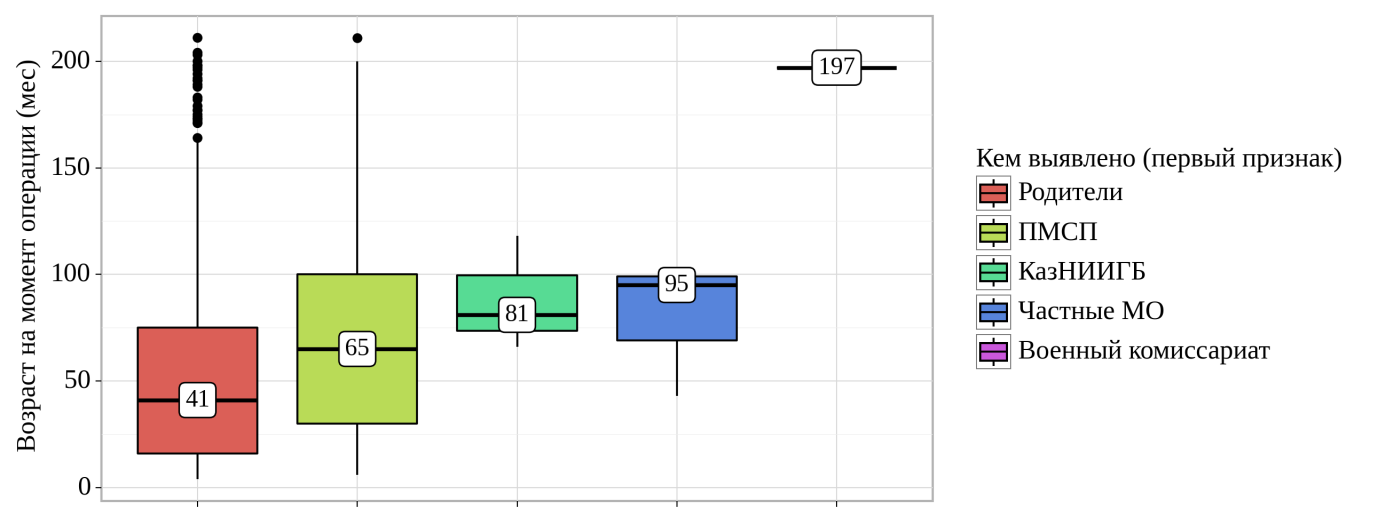 Возраст на момент операции (мес)
200
150
100
50
0
41
65
81
95
197
Кем выявлено (первый признак)
Родители
ПМСП
КазНИИГБ
Частные МО
Военный комиссариат